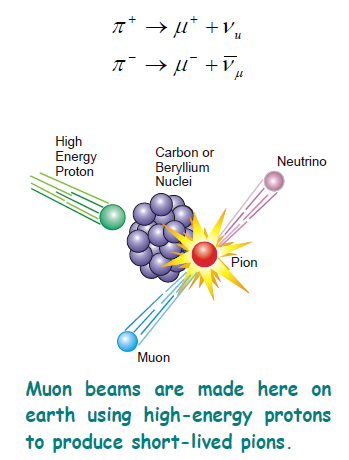 π⁺ → μ⁺ + ν_u
π⁻ → μ⁻ + ν̅_μ
High
Energy
Proton
Carbon or
Beryllium
Nuclei
Neutrino
Pion
Muon
Muon beams are made here on
earth using high-energy protons
to produce short-lived pions.